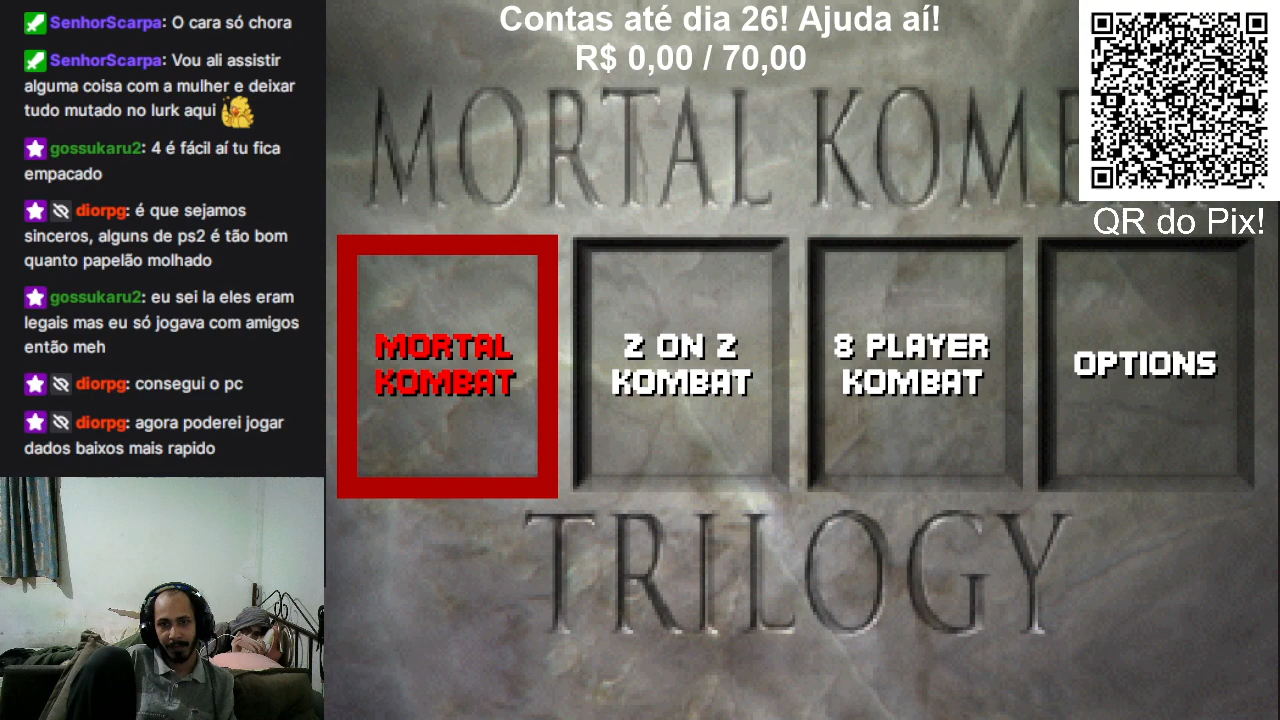 SenhorScarpa: O cara só chora
SenhorScarpa: Vou ali assistir
alguma coisa com a mulher e deixar
tudo mutado no lurk aqui
gossukaru2: 4 é fácil aí tu fica
empacado
diorpg: é que sejamos
sinceros, alguns de ps2 é tão bom
quanto papelão molhado
gossukaru2: eu sei la eles eram
legais mas eu só jogava com amigos
então meh
diorpg: consegui o pc
diorpg: agora poderei jogar
dados baixos mais rapido
Contas até dia 26! Ajuda aí!
R$ 0,00 / 70,00
QR do Pix!
MORTAL KOMB
MORTAL
KOMBAT
2 ON 2
KOMBAT
8 PLAYER
KOMBAT
OPTIONS
TRILOGY